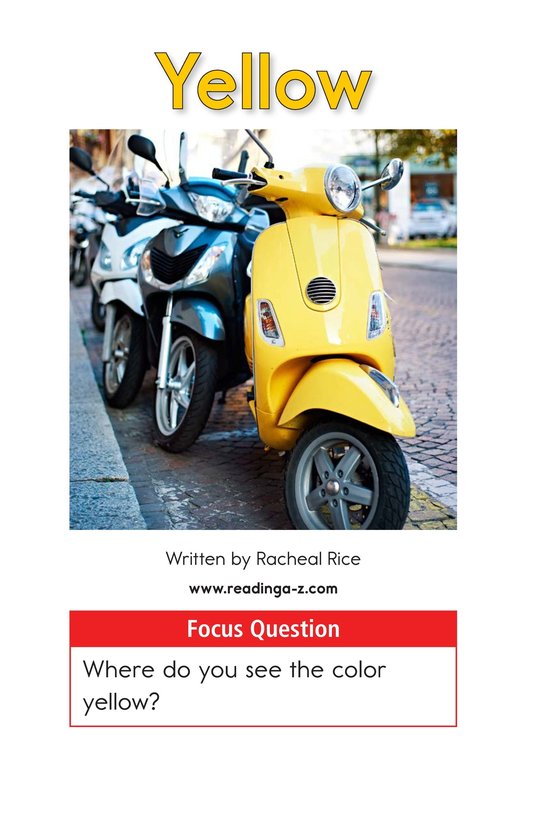 Yellow
Written by Racheal Rice
www.readinga-z.com
Focus Question
Where do you see the color
yellow?